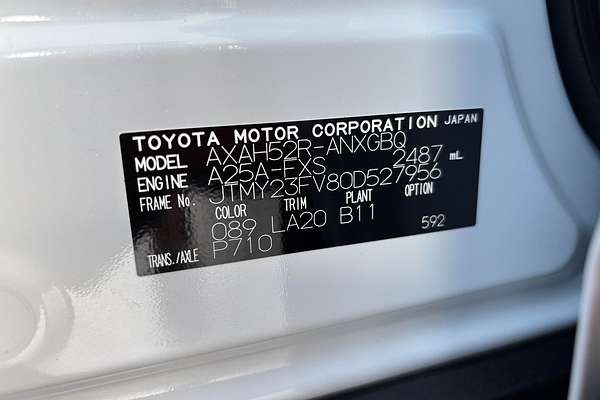 TOYOTA MOTOR CORPORATION JAPAN
MODEL AXAH52R-ANXGBQ
ENGINE A25A-FXS 2487 mL
FRAME No. JTMY23FV80D527956
COLOR TRIM PLANT OPTION
089 LA20 B11
TRANS./AXLE P710 592